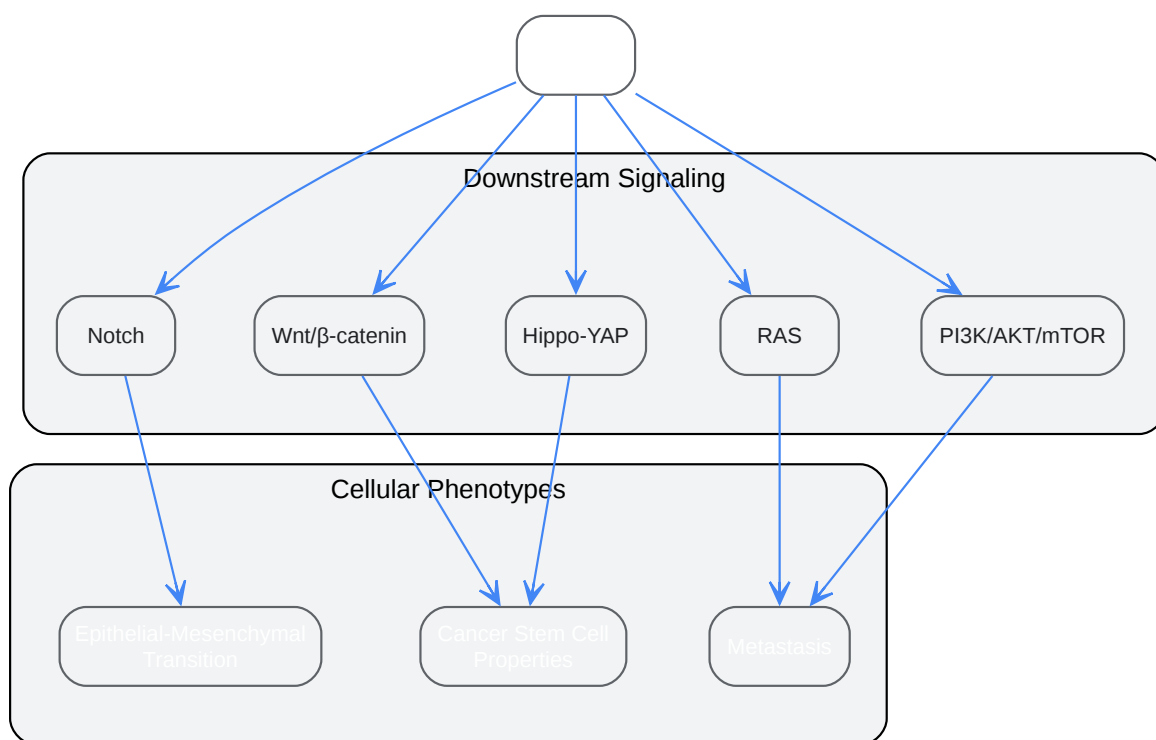 Downstream Signaling
Notch
Wnt/β-catenin
Hippo-YAP
RAS
PI3K/AKT/mTOR
Cellular Phenotypes
Epithelial-Mesenchymal
Transition
Cancer Stem Cell
Properties
Metastasis